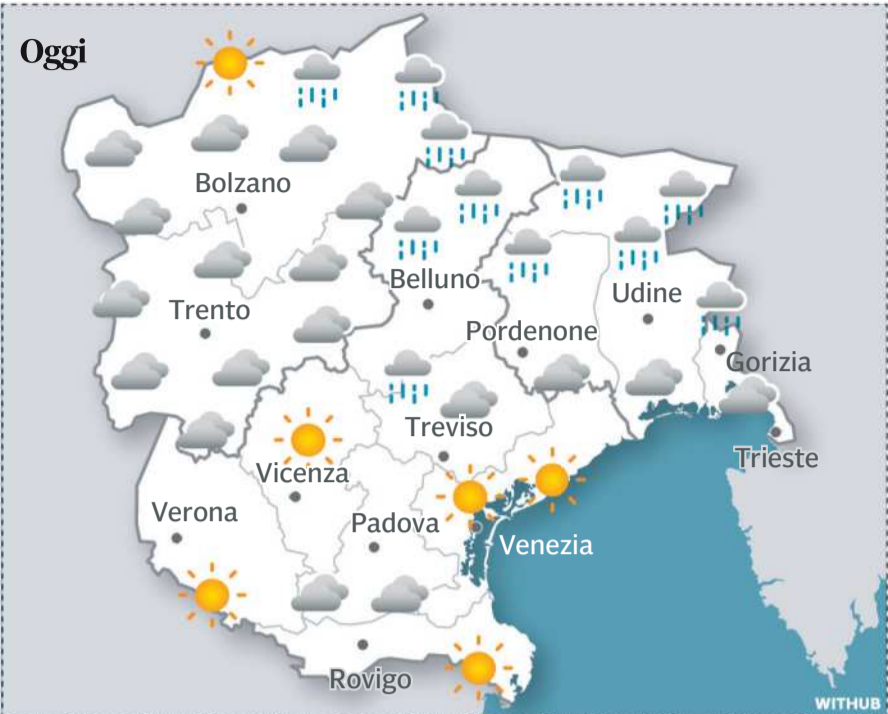 Oggi
Bolzano
Belluno
Udine
Trento
Pordenone
Gorizia
Treviso
Trieste
Vicenza
Verona
Padova
Venezia
Rovigo
WITHUB